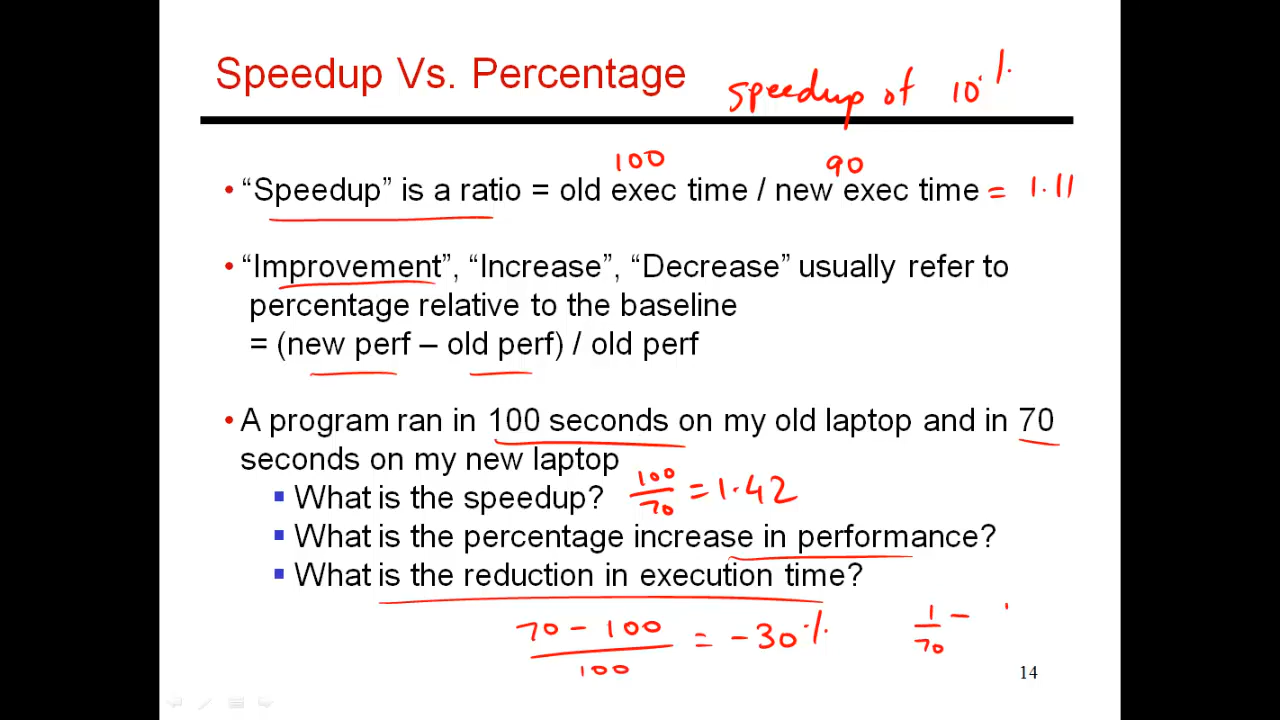 Speedup Vs. Percentage
speedup of 10%
100 90
• “Speedup” is a ratio = old exec time / new exec time = 1.11
• “Improvement”, “Increase”, “Decrease” usually refer to
percentage relative to the baseline
= (new perf – old perf) / old perf
• A program ran in 100 seconds on my old laptop and in 70
seconds on my new laptop
▪ What is the speedup? 100/70 = 1.42
▪ What is the percentage increase in performance?
▪ What is the reduction in execution time?
70 - 100 / 100 = -30% 1/70 -
14